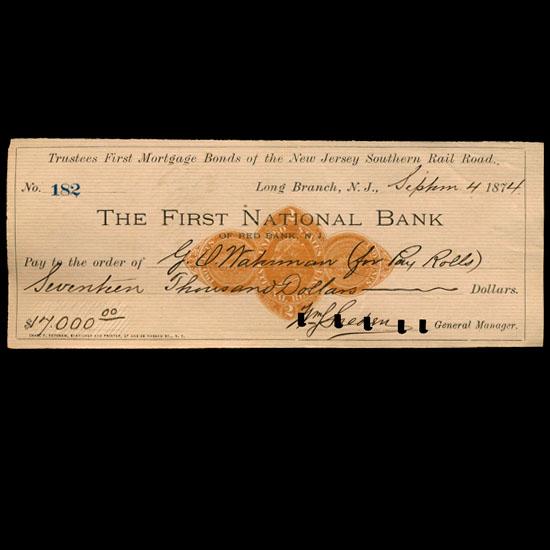 Trustees First Mortgage Bonds of the New Jersey Southern Rail Road.
No. 182 Long Branch, N. J., Septem 4 1874.
THE FIRST NATIONAL BANK
OF RED BANK, N. J.
Pay to the order of G. O. Waterman (for Pay Rolls)
Seventeen Thousand Dollars Dollars.
$17.000 00 Wm S. General Manager.